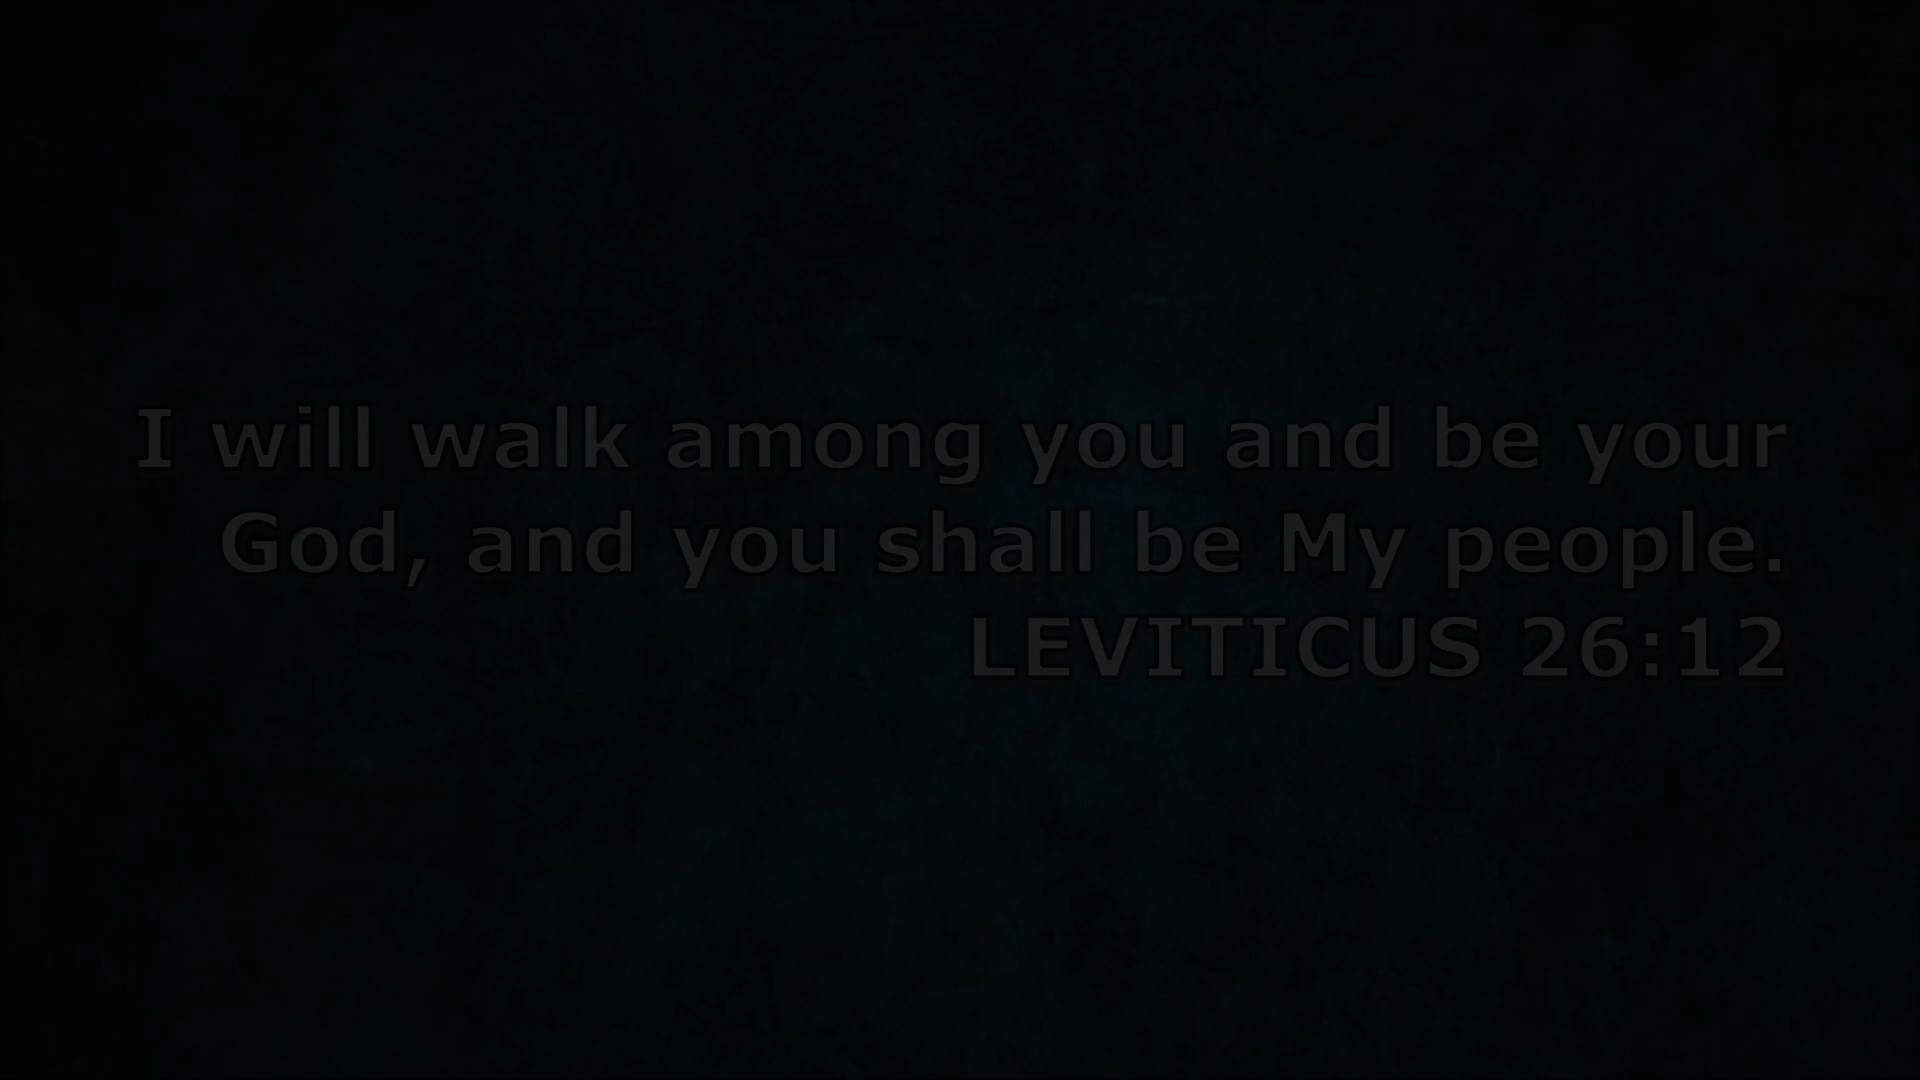 I will walk among you and be your
God, and you shall be My people.
LEVITICUS 26:12